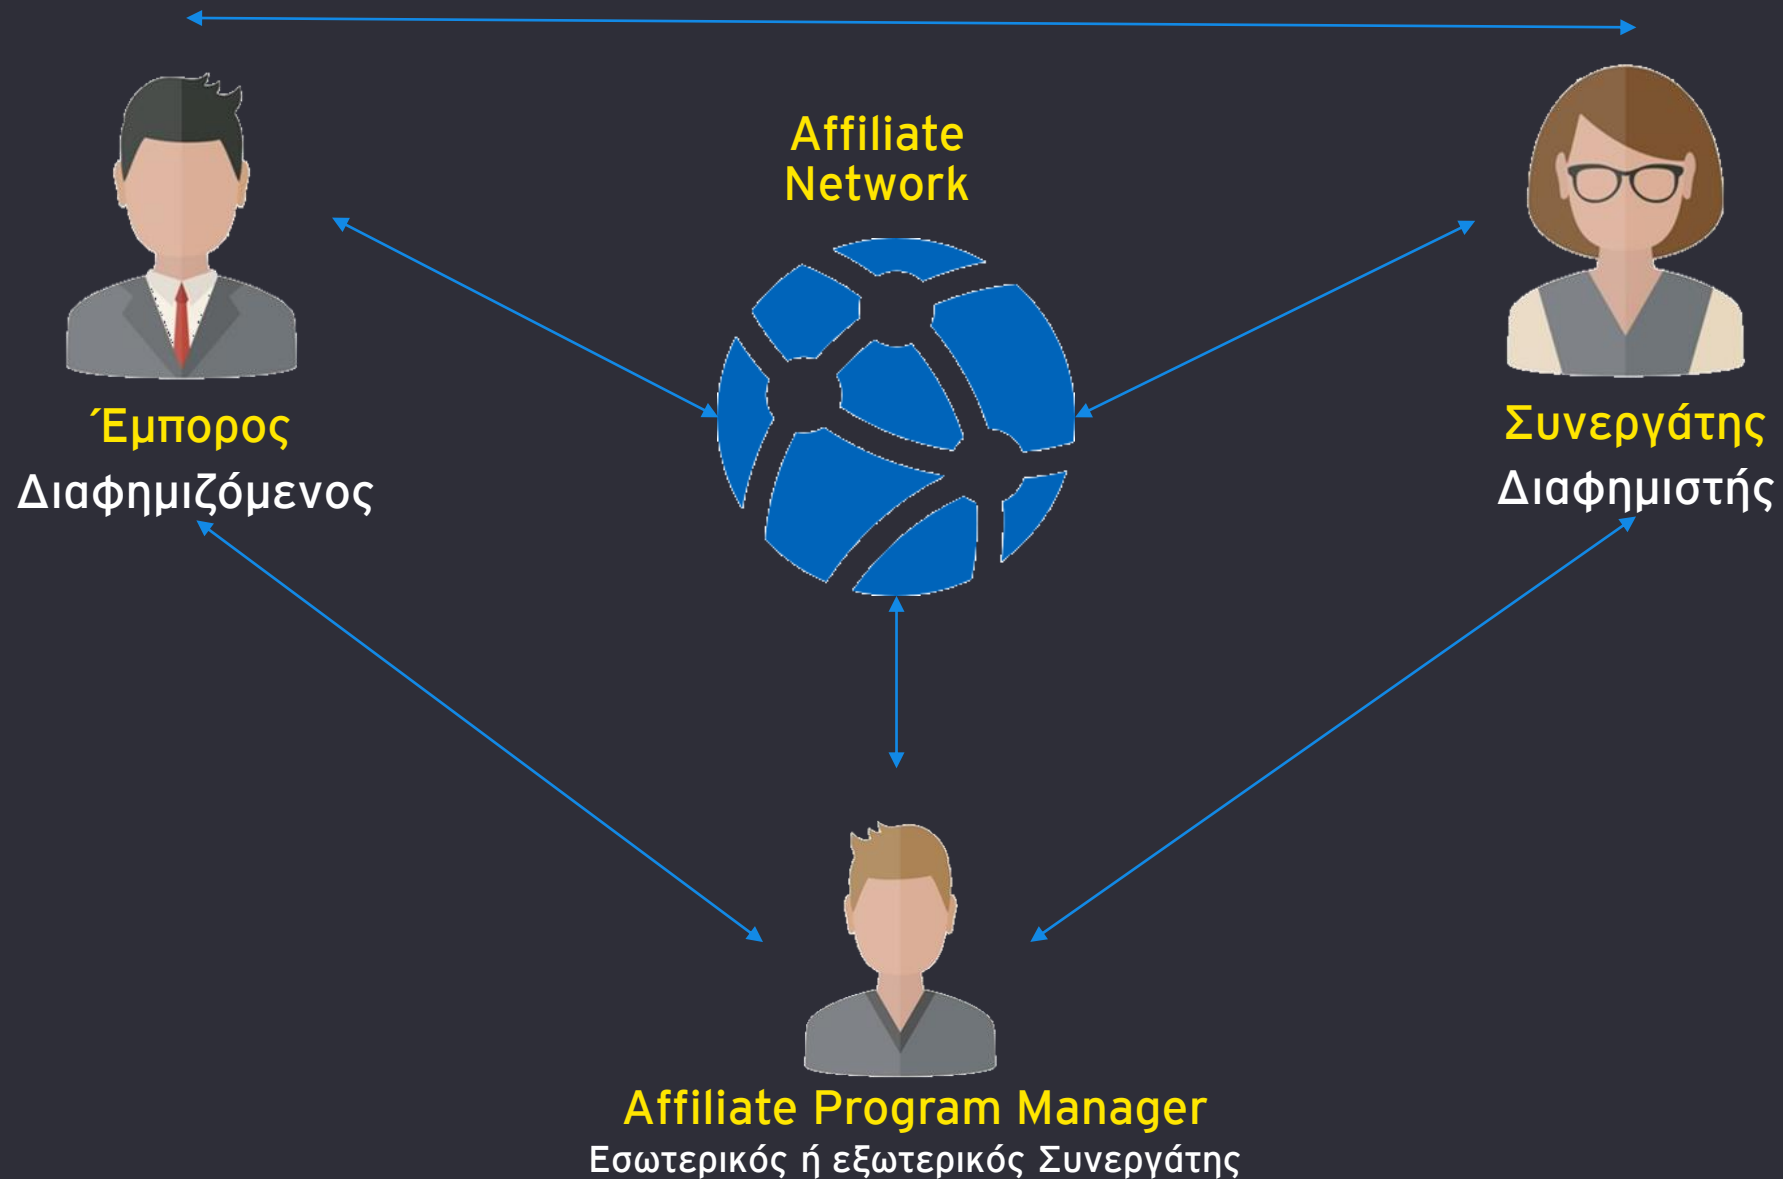 Affiliate
Network
Έμπορος
Διαφημιζόμενος
Συνεργάτης
Διαφημιστής
Affiliate Program Manager
Εσωτερικός ή εξωτερικός Συνεργάτης